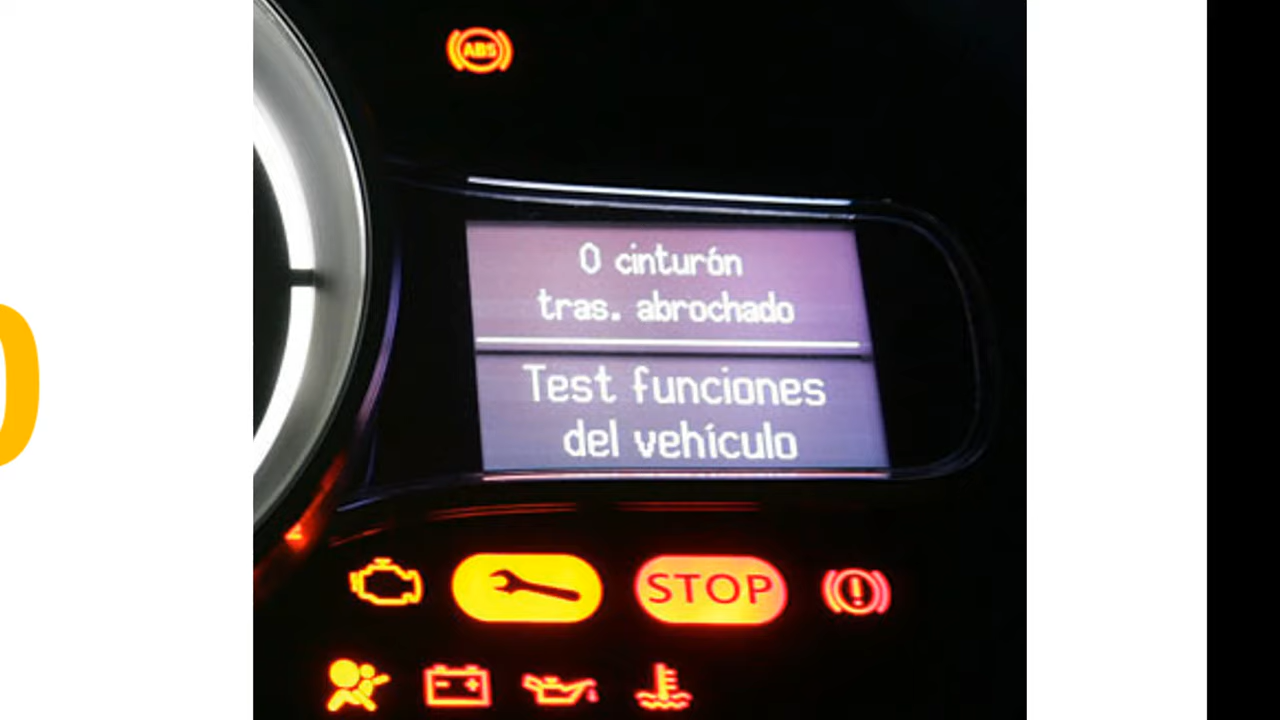 ABS
0 cinturón
tras. abrochado
Test funciones
del vehículo
STOP